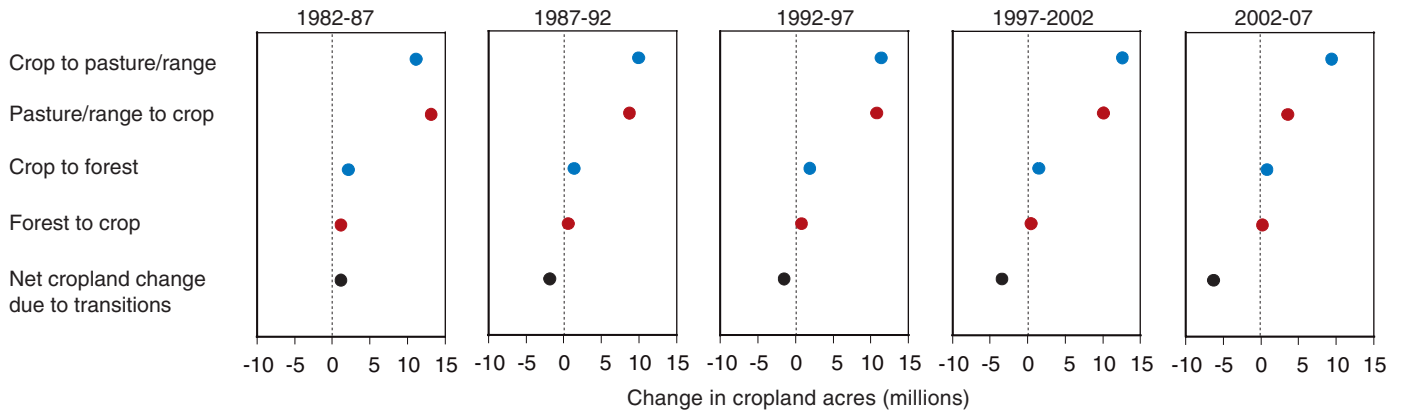 1982-87 1987-92 1992-97 1997-2002 2002-07
Crop to pasture/range
Pasture/range to crop
Crop to forest
Forest to crop
Net cropland change
due to transitions
-10 -5 0 5 10 15 -10 -5 0 5 10 15 -10 -5 0 5 10 15 -10 -5 0 5 10 15 -10 -5 0 5 10 15
Change in cropland acres (millions)